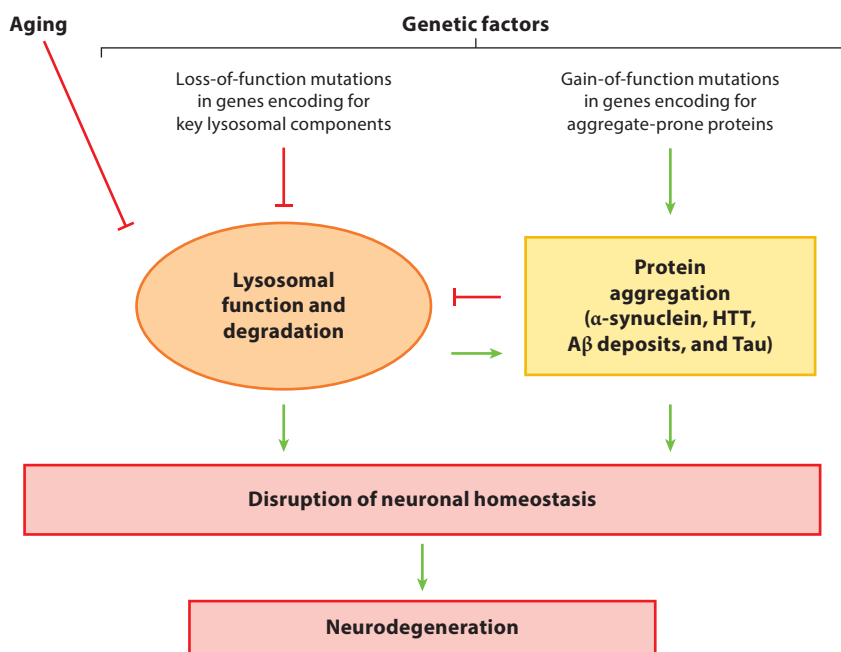 Aging
Genetic factors
Loss-of-function mutations
in genes encoding for
key lysosomal components
Gain-of-function mutations
in genes encoding for
aggregate-prone proteins
Lysosomal
function and
degradation
Protein
aggregation
(α-synuclein, HTT,
Aβ deposits, and Tau)
Disruption of neuronal homeostasis
Neurodegeneration